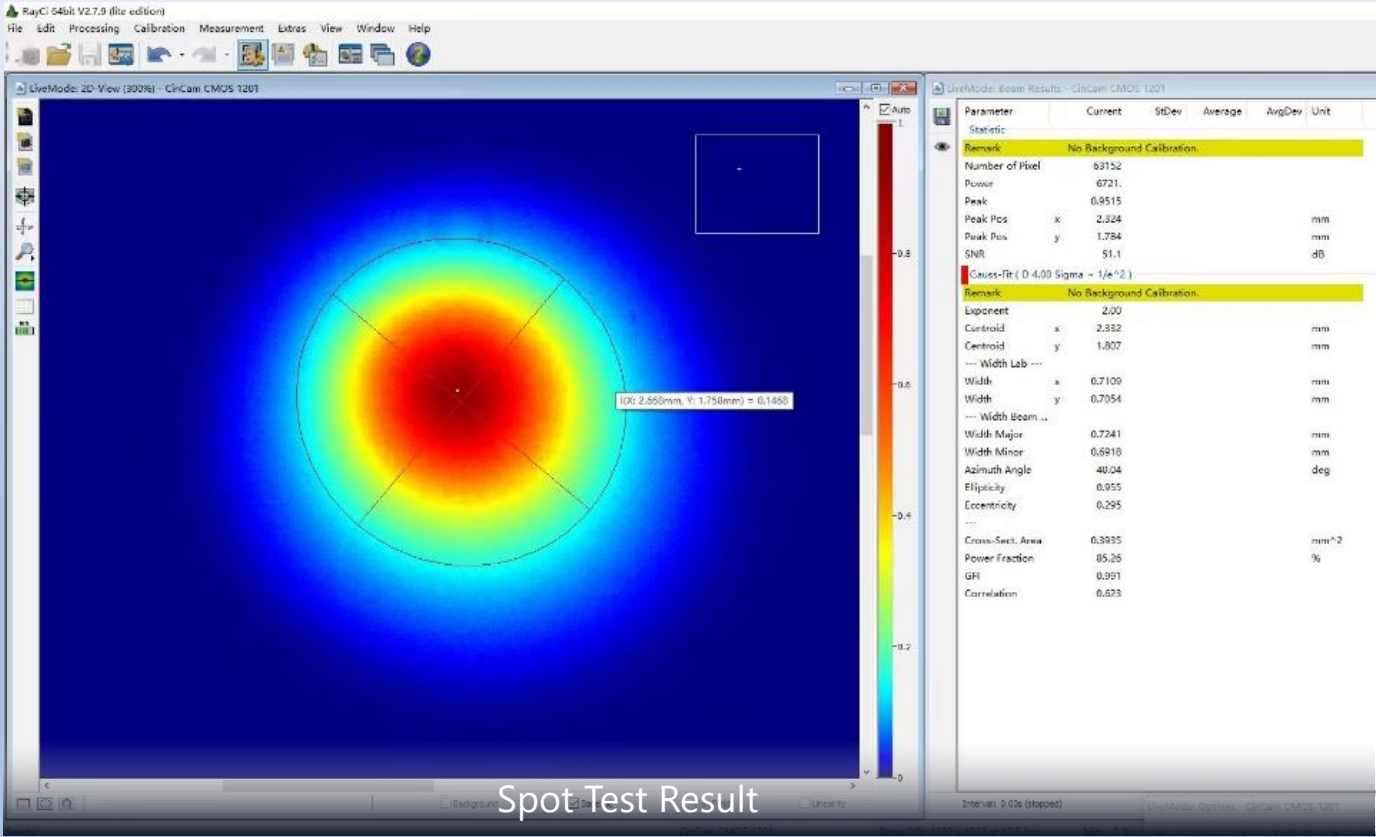 RayCi 64bit V2.7.9 (lite edition)
File Edit Processing Calibration Measurement Extras View Window Help
LiveMode: 2D-View (300%) - CinCam CMOS 1201
LiveMode: Beam Results - CinCam CMOS 1201
Auto
1
0.8
0.6
0.4
0.2
0
I(X: 2.668mm, Y: 1.758mm) = 0.1468
Parameter Current StDev Average AvgDev Unit
Statistic
Remark No Background Calibration.
Number of Pixel 63152
Power 6721.
Peak 0.9515
Peak Pos x 2.324 mm
Peak Pos y 1.784 mm
SNR 51.1 dB
Gauss-Fit ( D 4.00 Sigma ~ 1/e^2 )
Remark No Background Calibration.
Exponent 2.00
Centroid x 2.332 mm
Centroid y 1.807 mm
--- Width Lab ---
Width x 0.7109 mm
Width y 0.7054 mm
--- Width Beam ...
Width Major 0.7241 mm
Width Minor 0.6918 mm
Azimuth Angle 40.04 deg
Ellipticity 0.955
Eccentricity 0.295
---
Cross-Sect. Area 0.3935 mm^2
Power Fraction 85.26 %
GFI 0.991
Correlation 0.623
Background
Linearity
Spot Test Result
Interval: 0.00s (stopped)
LiveMode: Options - CinCam CMOS 1201